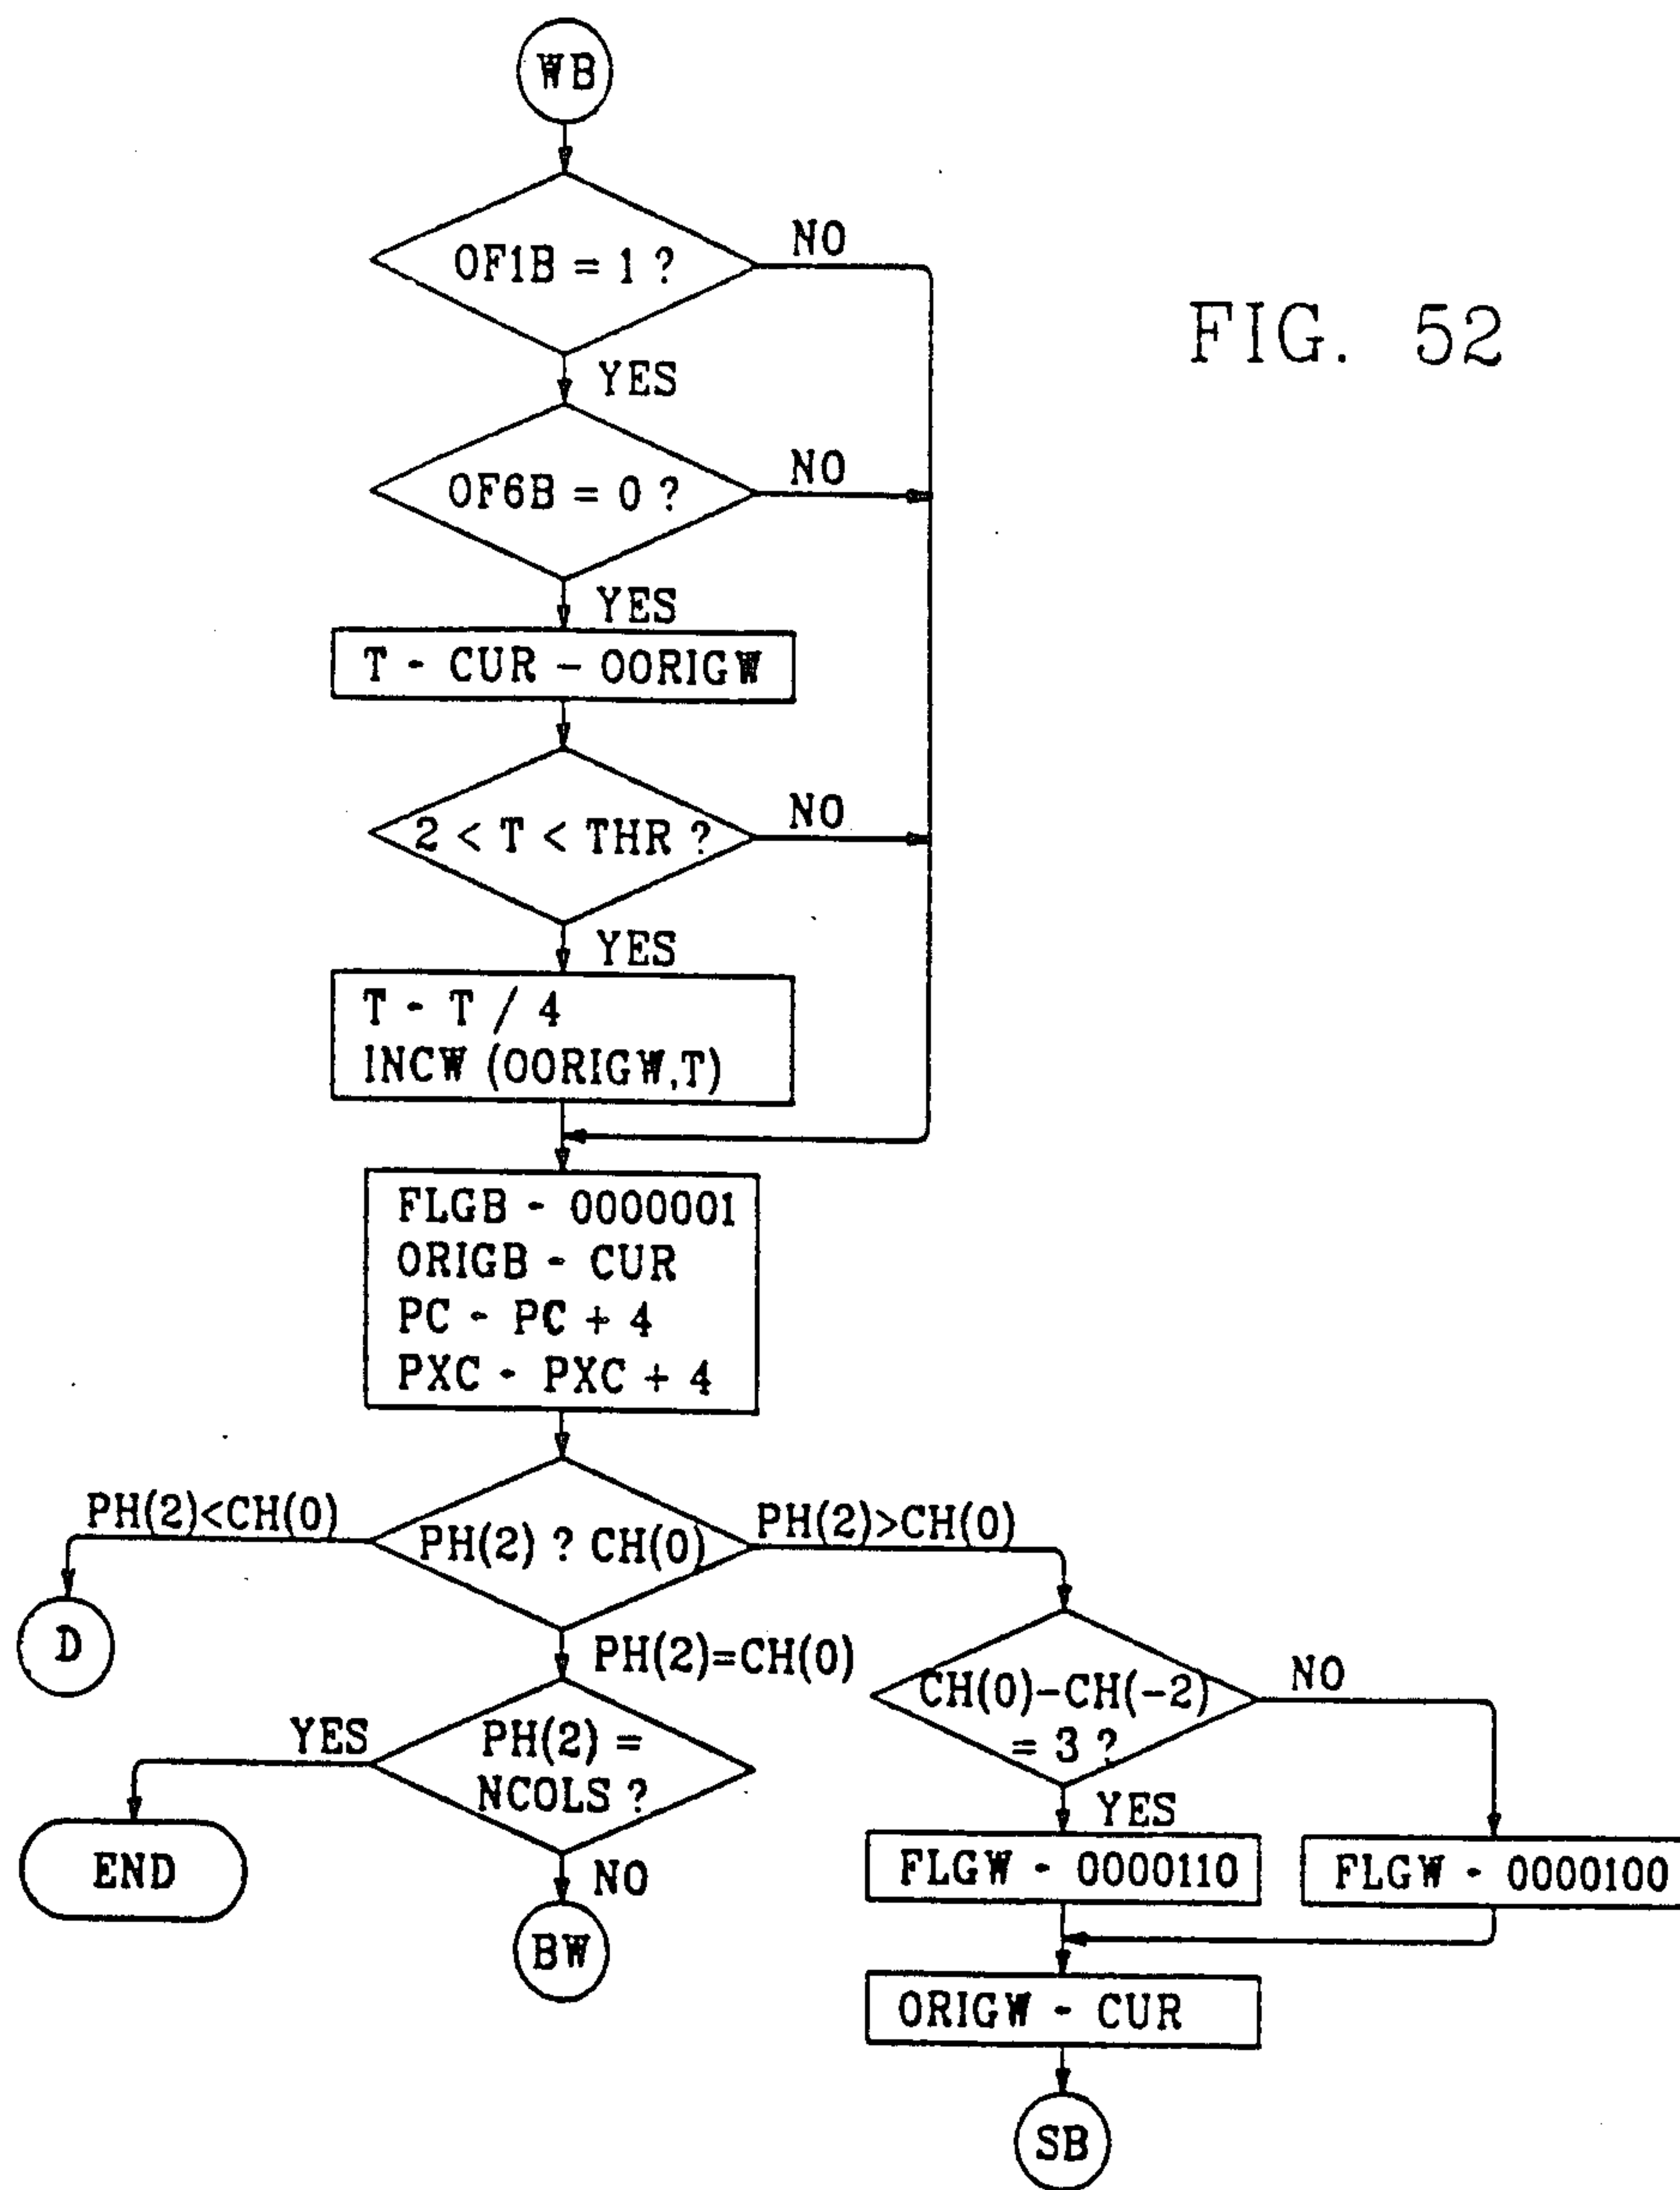 WB
OF1B = 1 ?
NO
FIG. 52
YES
OF6B = 0 ?
NO
YES
T - CUR - OORIGW
2 < T < THR ?
NO
YES
T - T / 4
INCW (OORIGW,T)
FLGB - 0000001
ORIGB - CUR
PC - PC + 4
PXC - PXC + 4
PH(2)<CH(0)
PH(2) ? CH(0)
PH(2)>CH(0)
D
PH(2)=CH(0)
CH(0)-CH(-2)
= 3 ?
NO
YES
PH(2) =
NCOLS ?
YES
END
NO
FLGW - 0000110
FLGW - 0000100
BW
ORIGW - CUR
SB